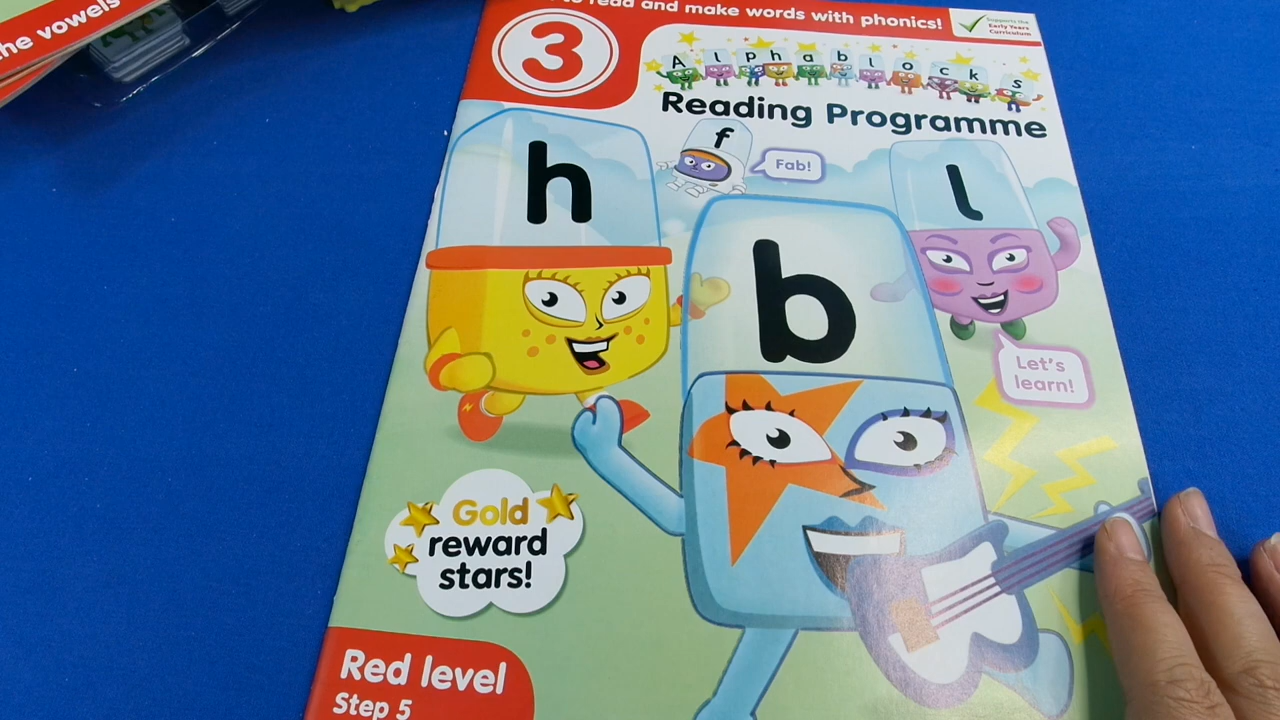 the vowels
to read and make words with phonics!
Supports the
Early Years
Curriculum
3
Alphablocks
Reading Programme
h
f
Fab!
l
b
Let's
learn!
Gold
reward
stars!
Red level
Step 5